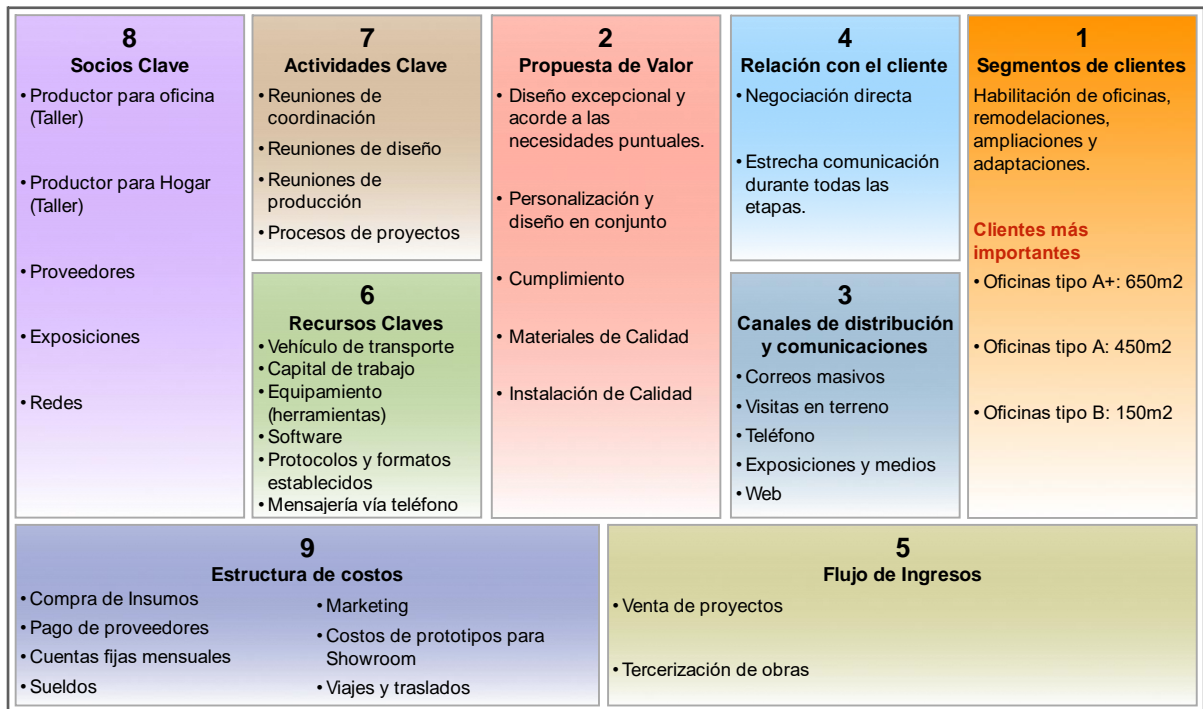 8
Socios Clave
• Productor para oficina
(Taller)
• Productor para Hogar
(Taller)
• Proveedores
• Exposiciones
• Redes
7
Actividades Clave
• Reuniones de
coordinación
• Reuniones de diseño
• Reuniones de
producción
• Procesos de proyectos
6
Recursos Claves
• Vehículo de transporte
• Capital de trabajo
• Equipamiento
(herramientas)
• Software
• Protocolos y formatos
establecidos
• Mensajería vía teléfono
2
Propuesta de Valor
• Diseño excepcional y
acorde a las
necesidades puntuales.
• Personalización y
diseño en conjunto
• Cumplimiento
• Materiales de Calidad
• Instalación de Calidad
4
Relación con el cliente
• Negociación directa
• Estrecha comunicación
durante todas las
etapas.
3
Canales de distribución
y comunicaciones
• Correos masivos
• Visitas en terreno
• Teléfono
• Exposiciones y medios
• Web
1
Segmentos de clientes
Habilitación de oficinas,
remodelaciones,
ampliaciones y
adaptaciones.
Clientes más
importantes
• Oficinas tipo A+: 650m2
• Oficinas tipo A: 450m2
• Oficinas tipo B: 150m2
9
Estructura de costos
• Compra de Insumos
• Pago de proveedores
• Cuentas fijas mensuales
• Sueldos
• Marketing
• Costos de prototipos para
Showroom
• Viajes y traslados
5
Flujo de Ingresos
• Venta de proyectos
• Tercerización de obras